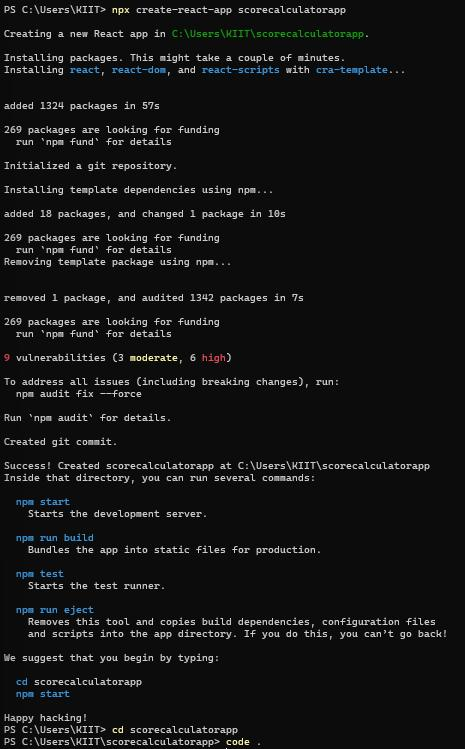 PS C:\Users\KIIT> npx create-react-app scorecalculatorapp
Creating a new React app in C:\Users\KIIT\scorecalculatorapp.
Installing packages. This might take a couple of minutes.
Installing react, react-dom, and react-scripts with cra-template...
added 1324 packages in 57s
269 packages are looking for funding
  run `npm fund` for details
Initialized a git repository.
Installing template dependencies using npm...
added 18 packages, and changed 1 package in 10s
269 packages are looking for funding
  run `npm fund` for details
Removing template package using npm...
removed 1 package, and audited 1342 packages in 7s
269 packages are looking for funding
  run `npm fund` for details
9 vulnerabilities (3 moderate, 6 high)
To address all issues (including breaking changes), run:
  npm audit fix --force
Run `npm audit` for details.
Created git commit.
Success! Created scorecalculatorapp at C:\Users\KIIT\scorecalculatorapp
Inside that directory, you can run several commands:
  npm start
    Starts the development server.
  npm run build
    Bundles the app into static files for production.
  npm test
    Starts the test runner.
  npm run eject
    Removes this tool and copies build dependencies, configuration files
    and scripts into the app directory. If you do this, you can't go back!
We suggest that you begin by typing:
  cd scorecalculatorapp
  npm start
Happy hacking!
PS C:\Users\KIIT> cd scorecalculatorapp
PS C:\Users\KIIT\scorecalculatorapp> code .